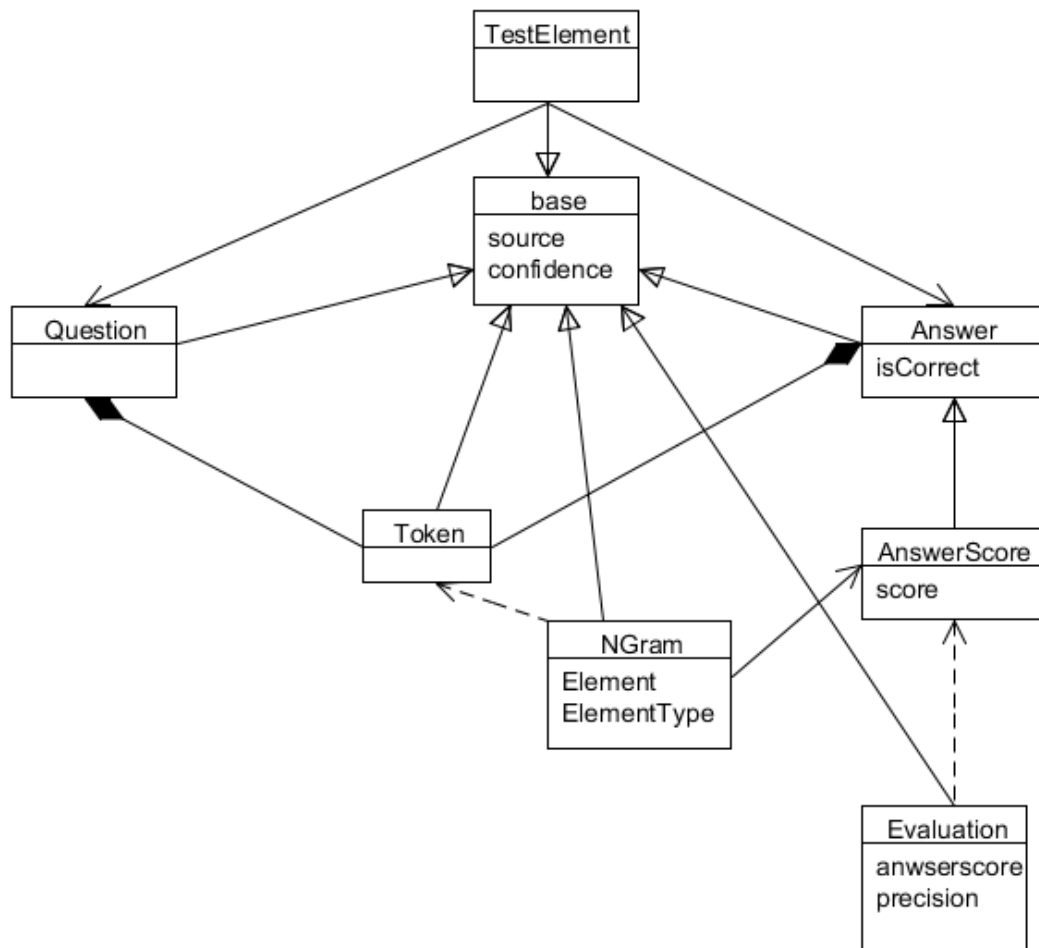 TestElement
base
source
confidence
Question
Answer
isCorrect
Token
AnswerScore
score
NGram
Element
ElementType
Evaluation
anwserscore
precision